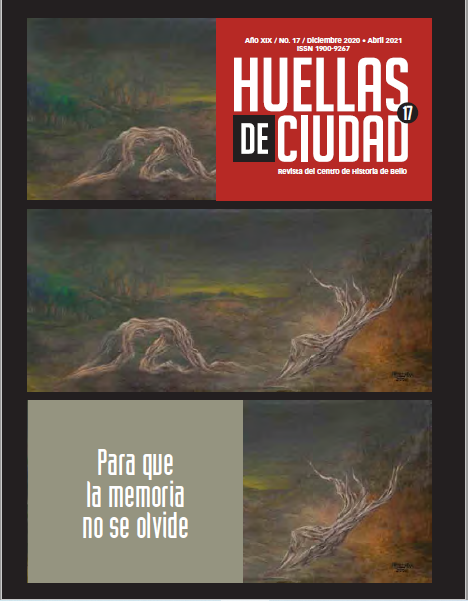 Año XIX / NO. 17 / Diciembre 2020 • Abril 2021
ISSN 1900-9267
HUELLAS
17
DE CIUDAD
Revista del Centro de Historia de Bello
Para que
la memoria
no se olvide